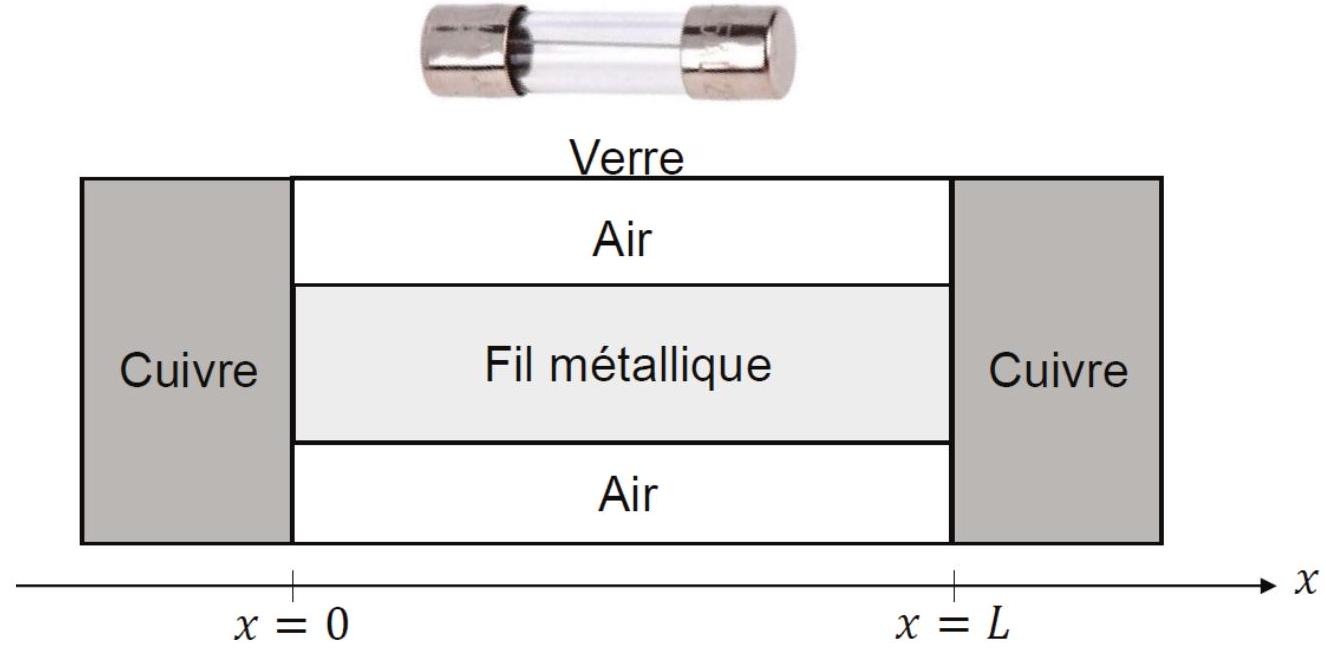 Verre
Air
Cuivre
Fil métallique
Cuivre
Air
x
x = 0
x = L